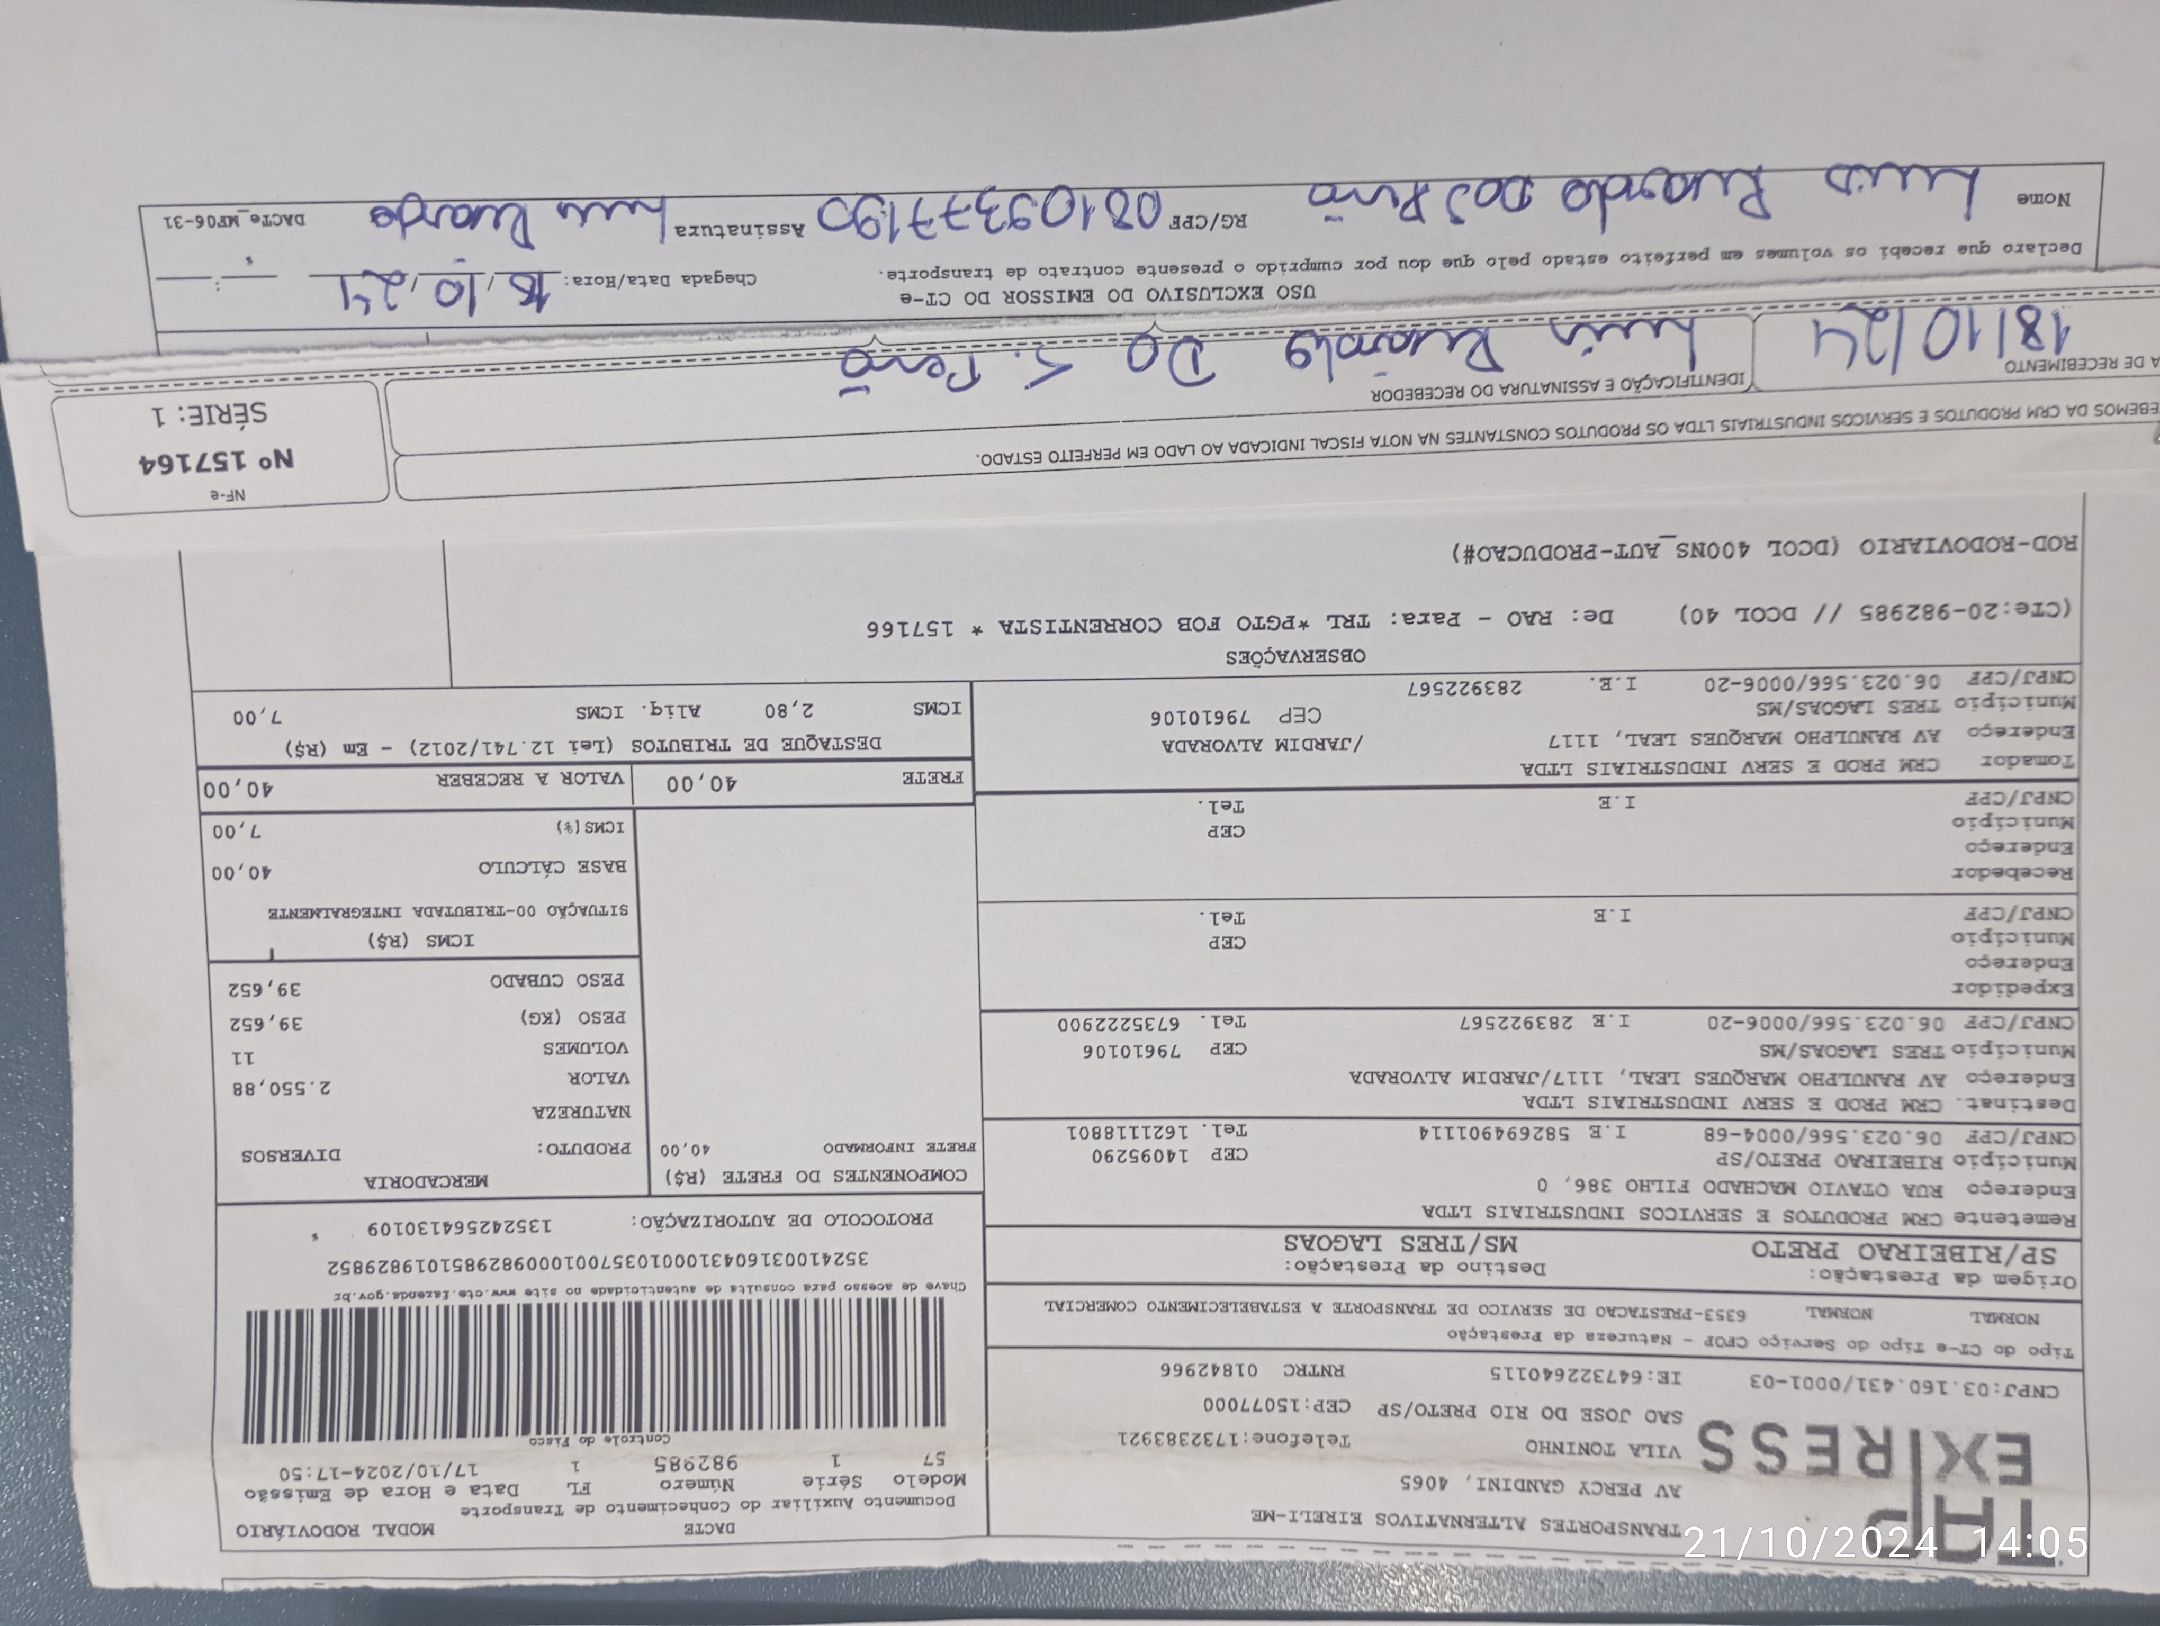 TAP
EXPRESS
TRANSPORTES ALTERNATIVOS EIRELI-ME
AV PERCY GANDINI, 4065
VILA TONINHO Telefone:1732383921
SAO JOSE DO RIO PRETO/SP CEP:15077000
CNPJ:03.160.431/0001-03 IE:647322640115 RNTRC 01842966
Tipo do CT-e Tipo do Serviço CFOP - Natureza da Prestação
NORMAL NORMAL 6353-PRESTACAO DE SERVICO DE TRANSPORTE A ESTABELECIMENTO COMERCIAL
Origem da Prestação: Destino da Prestação:
SP/RIBEIRAO PRETO MS/TRES LAGOAS
DACTE MODAL RODOVIÁRIO
Documento Auxiliar do Conhecimento de Transporte
Modelo Série Número FL Data e Hora de Emissão
57 1 982985 1 17/10/2024-17:50
Controle do Fisco
Chave de acesso para consulta de autenticidade no site www.cte.fazenda.gov.br
35241003160431000103570010009829851019829852
PROTOCOLO DE AUTORIZAÇÃO: 135242564130109
Remetente CRM PRODUTOS E SERVICOS INDUSTRIAIS LTDA
Endereço RUA OTAVIO MACHADO FILHO 386, 0
Município RIBEIRAO PRETO/SP CEP 14095290
CNPJ/CPF 06.023.566/0004-68 I.E 582694901114 Tel. 1621118801
Destinat. CRM PROD E SERV INDUSTRIAIS LTDA
Endereço AV RANULPHO MARQUES LEAL, 1117/JARDIM ALVORADA
Município TRES LAGOAS/MS CEP 79610106
CNPJ/CPF 06.023.566/0006-20 I.E 283922567 Tel. 6735222900
Expedidor
Endereço
Município CEP
CNPJ/CPF I.E Tel.
Recebedor
Endereço
Município CEP
CNPJ/CPF I.E Tel.
Tomador CRM PROD E SERV INDUSTRIAIS LTDA
Endereço AV RANULPHO MARQUES LEAL, 1117 /JARDIM ALVORADA
Município TRES LAGOAS/MS CEP 79610106
CNPJ/CPF 06.023.566/0006-20 I.E. 283922567
COMPONENTES DO FRETE (R$)
FRETE INFORMADO 40,00
MERCADORIA
PRODUTO: DIVERSOS
NATUREZA
VALOR 2.550,88
VOLUMES 11
PESO (KG) 39,652
PESO CUBADO 39,652
ICMS (R$)
SITUAÇÃO 00-TRIBUTADA INTEGRALMENTE
BASE CÁLCULO 40,00
ICMS(%) 7,00
FRETE 40,00 VALOR A RECEBER 40,00
DESTAQUE DE TRIBUTOS (Lei 12.741/2012) - Em (R$)
ICMS 2,80 Aliq. ICMS 7,00
OBSERVAÇÕES
(CTe:20-982985 // DCOL 40) De: RAO - Para: TRL *PGTO FOB CORRENTISTA * 157166
ROD-RODOVIARIO (DCOL 400NS_AUT-PRODUCAO#)
EBEMOS DA CRM PRODUTOS E SERVICOS INDUSTRIAIS LTDA OS PRODUTOS CONSTANTES NA NOTA FISCAL INDICADA AO LADO EM PERFEITO ESTADO.
A DE RECEBIMENTO IDENTIFICAÇÃO E ASSINATURA DO RECEBEDOR
18/10/24 Luis Ricardo Do S.
NF-e
Nº 157164
SÉRIE: 1
USO EXCLUSIVO DO EMISSOR DO CT-e
Declaro que recebi os volumes em perfeito estado pelo que dou por cumprido o presente contrato de transporte. Chegada Data/Hora: 18/10/24 :
Nome Luis Ricardo Do S RG/CPF 08109377190 Assinatura Luis Ricardo DACTe_MF06-31
21/10/2024 14:05